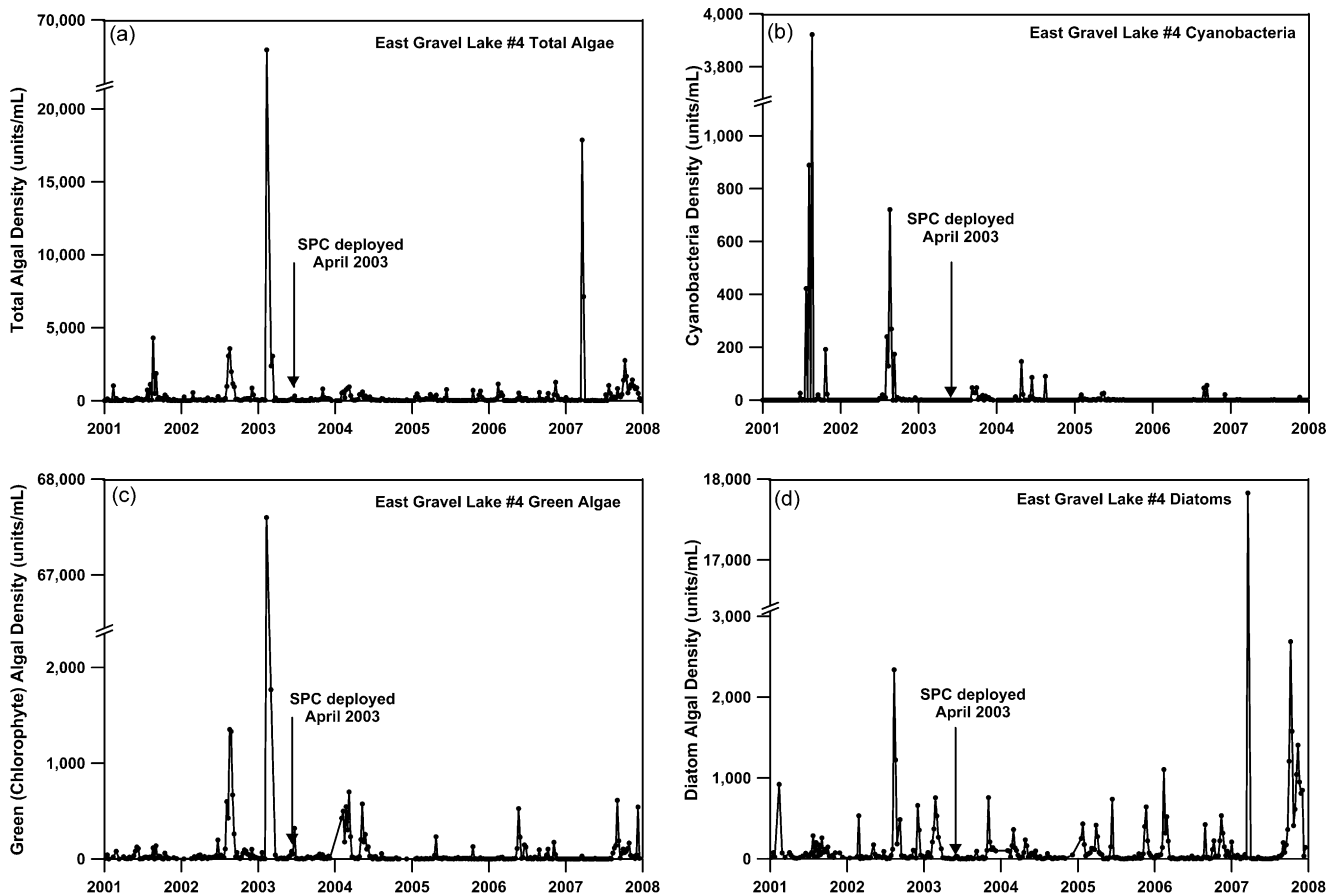 (a)
East Gravel Lake #4 Total Algae
Total Algal Density (units/mL)
70,000
20,000
15,000
10,000
5,000
0
SPC deployed
April 2003
2001 2002 2003 2004 2005 2006 2007 2008
(b)
East Gravel Lake #4 Cyanobacteria
Cyanobacteria Density (units/mL)
4,000
3,800
1,000
800
600
400
200
0
SPC deployed
April 2003
2001 2002 2003 2004 2005 2006 2007 2008
(c)
East Gravel Lake #4 Green Algae
Green (Chlorophyte) Algal Density (units/mL)
68,000
67,000
2,000
1,000
0
SPC deployed
April 2003
2001 2002 2003 2004 2005 2006 2007 2008
(d)
East Gravel Lake #4 Diatoms
Diatom Algal Density (units/mL)
18,000
17,000
3,000
2,000
1,000
0
SPC deployed
April 2003
2001 2002 2003 2004 2005 2006 2007 2008